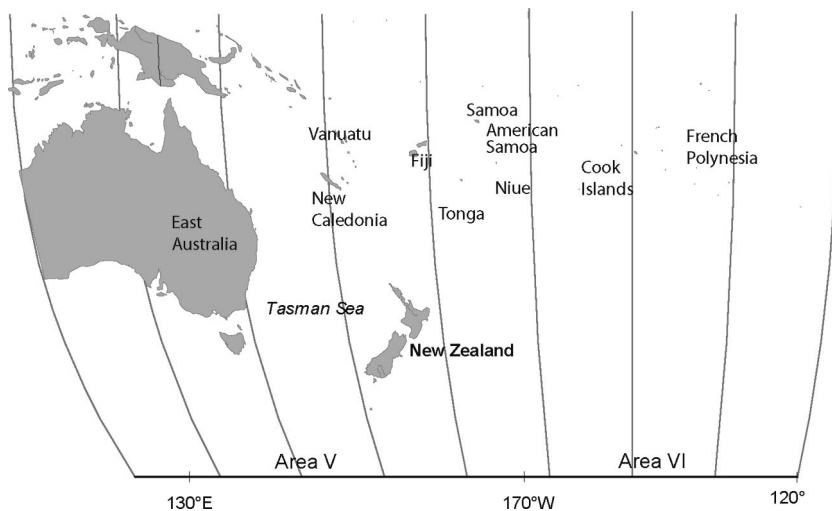 Samoa
American
Samoa
Vanuatu
Fiji
French
Polynesia
Cook
Islands
Niue
New
Caledonia
Tonga
East
Australia
Tasman Sea
New Zealand
Area V
Area VI
130°E
170°W
120°